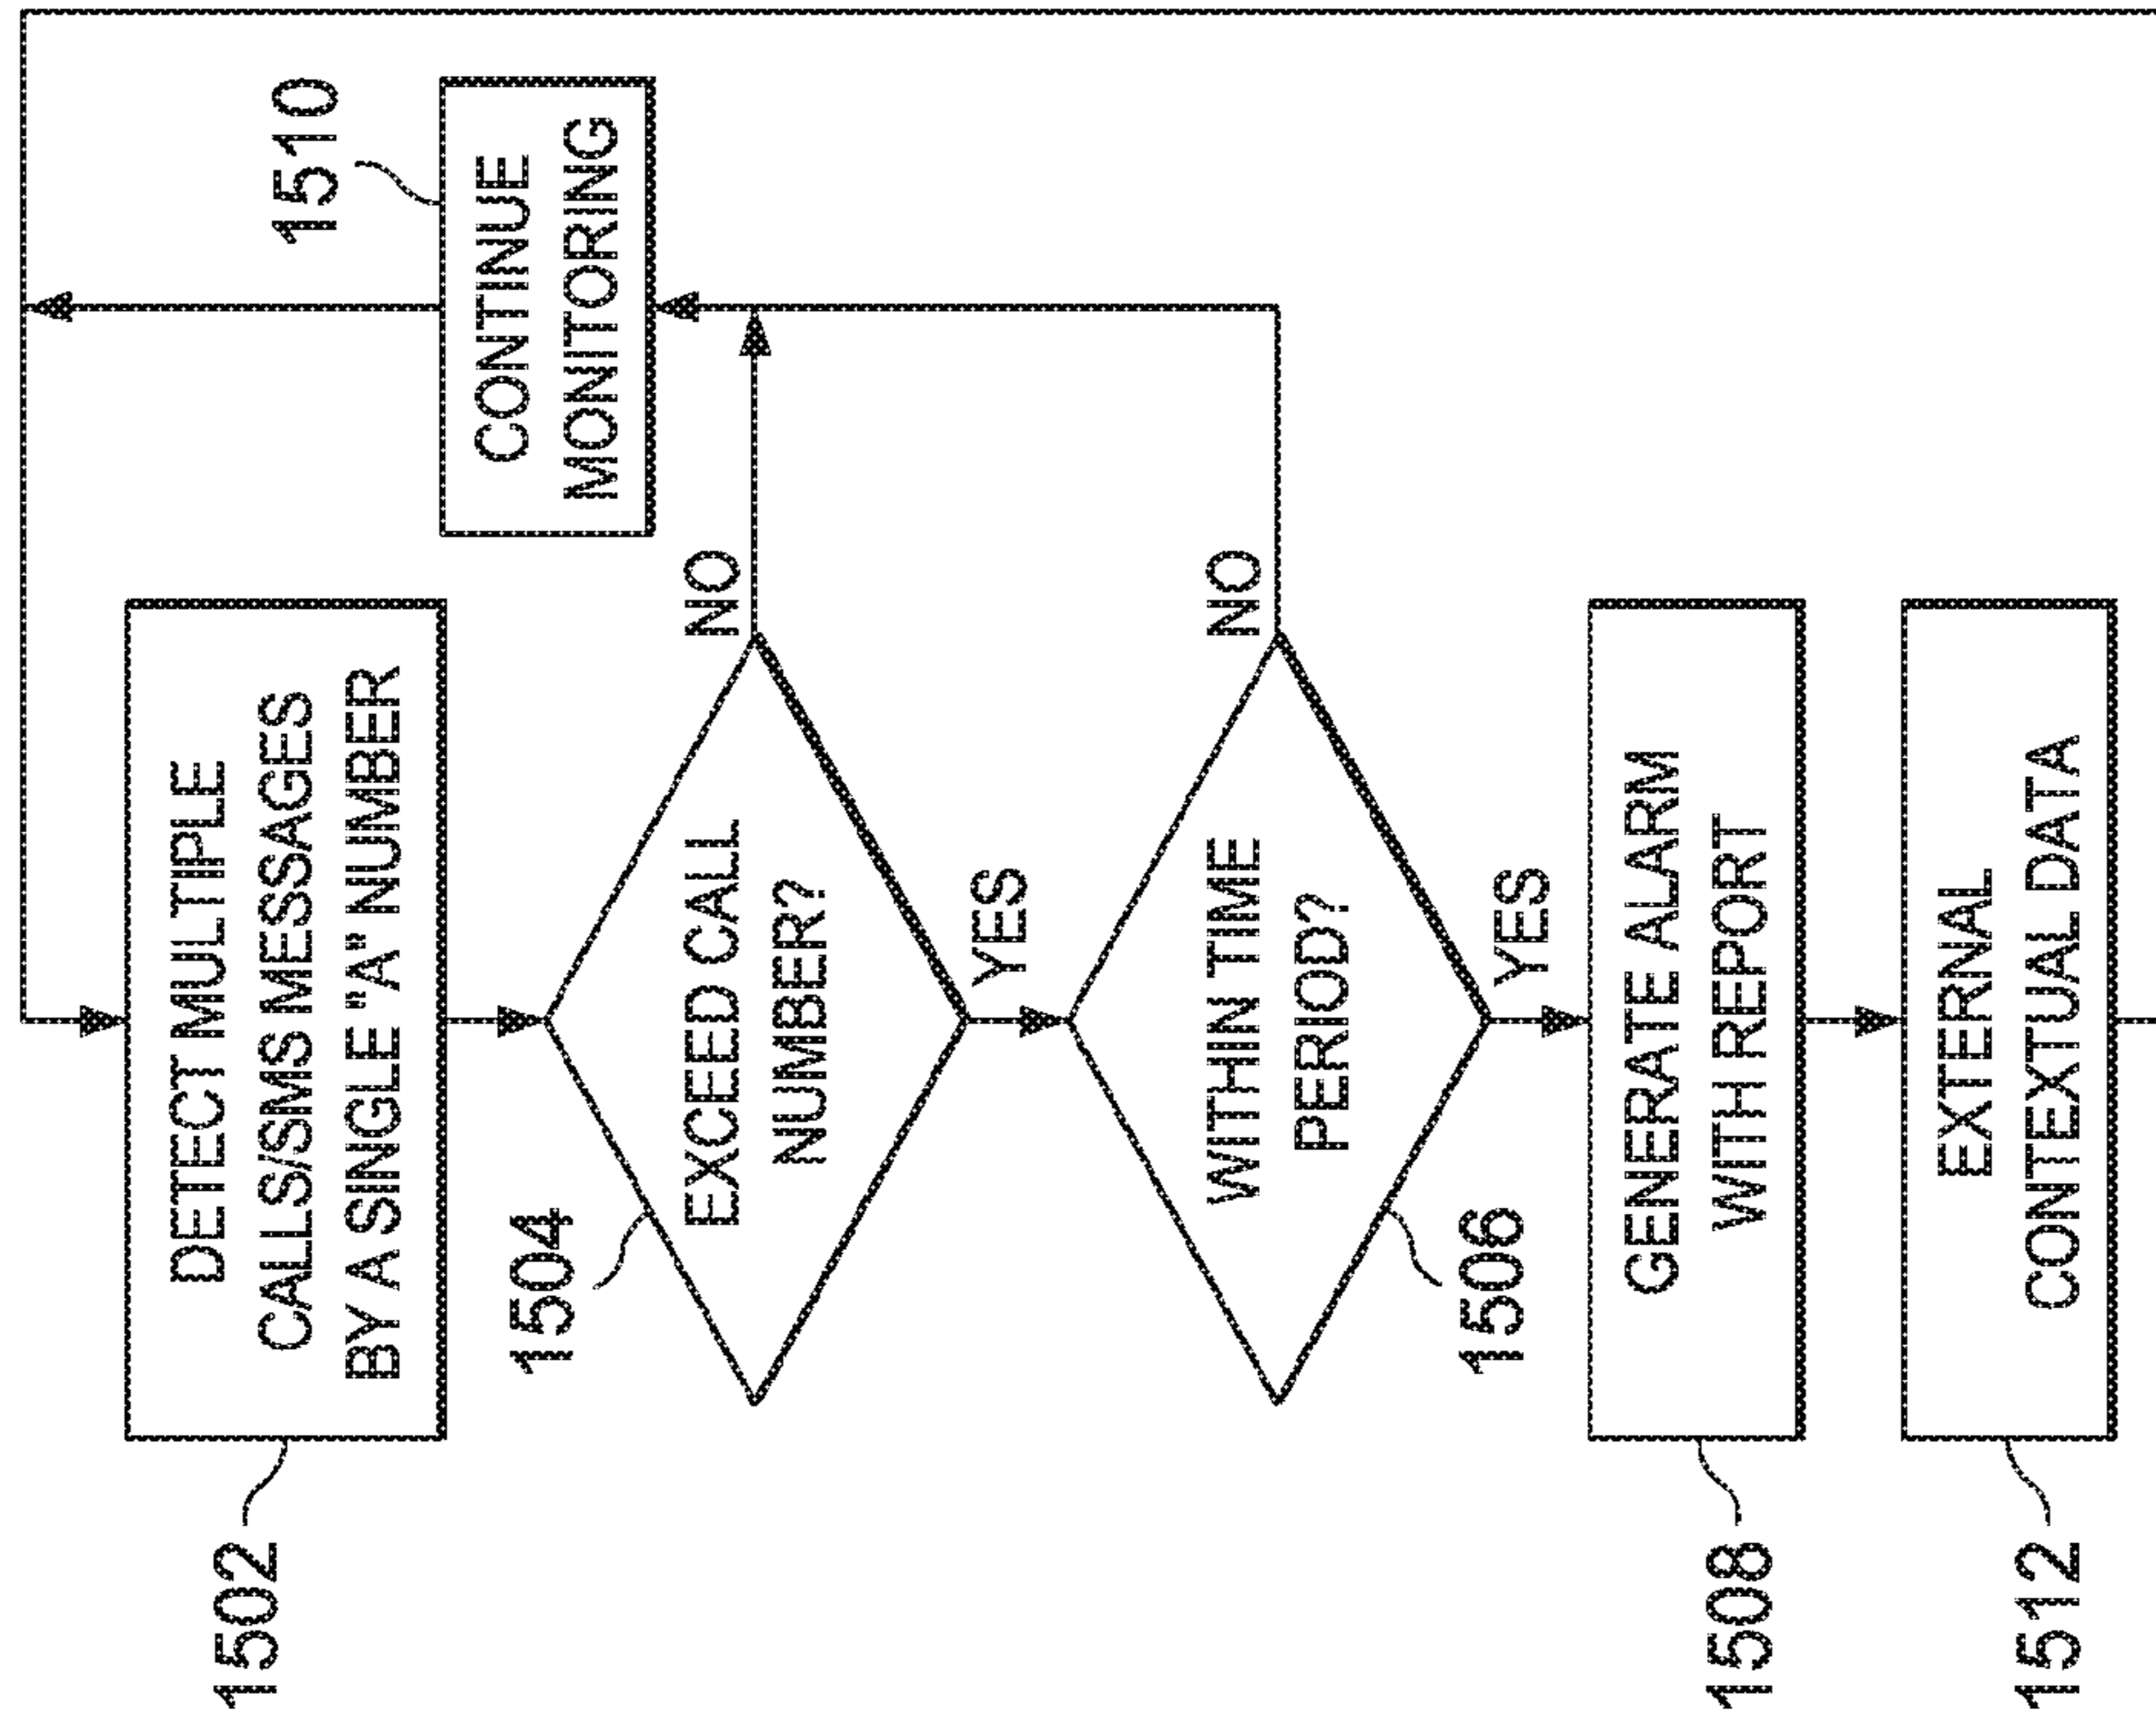 1502
DETECT MULTIPLE
CALLS/SMS MESSAGES
BY A SINGLE "A" NUMBER
1504
EXCEED CALL
NUMBER?
NO
YES
1510
CONTINUE
MONITORING
1506
WITHIN TIME
PERIOD?
NO
YES
1508
GENERATE ALARM
WITH REPORT
1512
EXTERNAL
CONTEXTUAL DATA